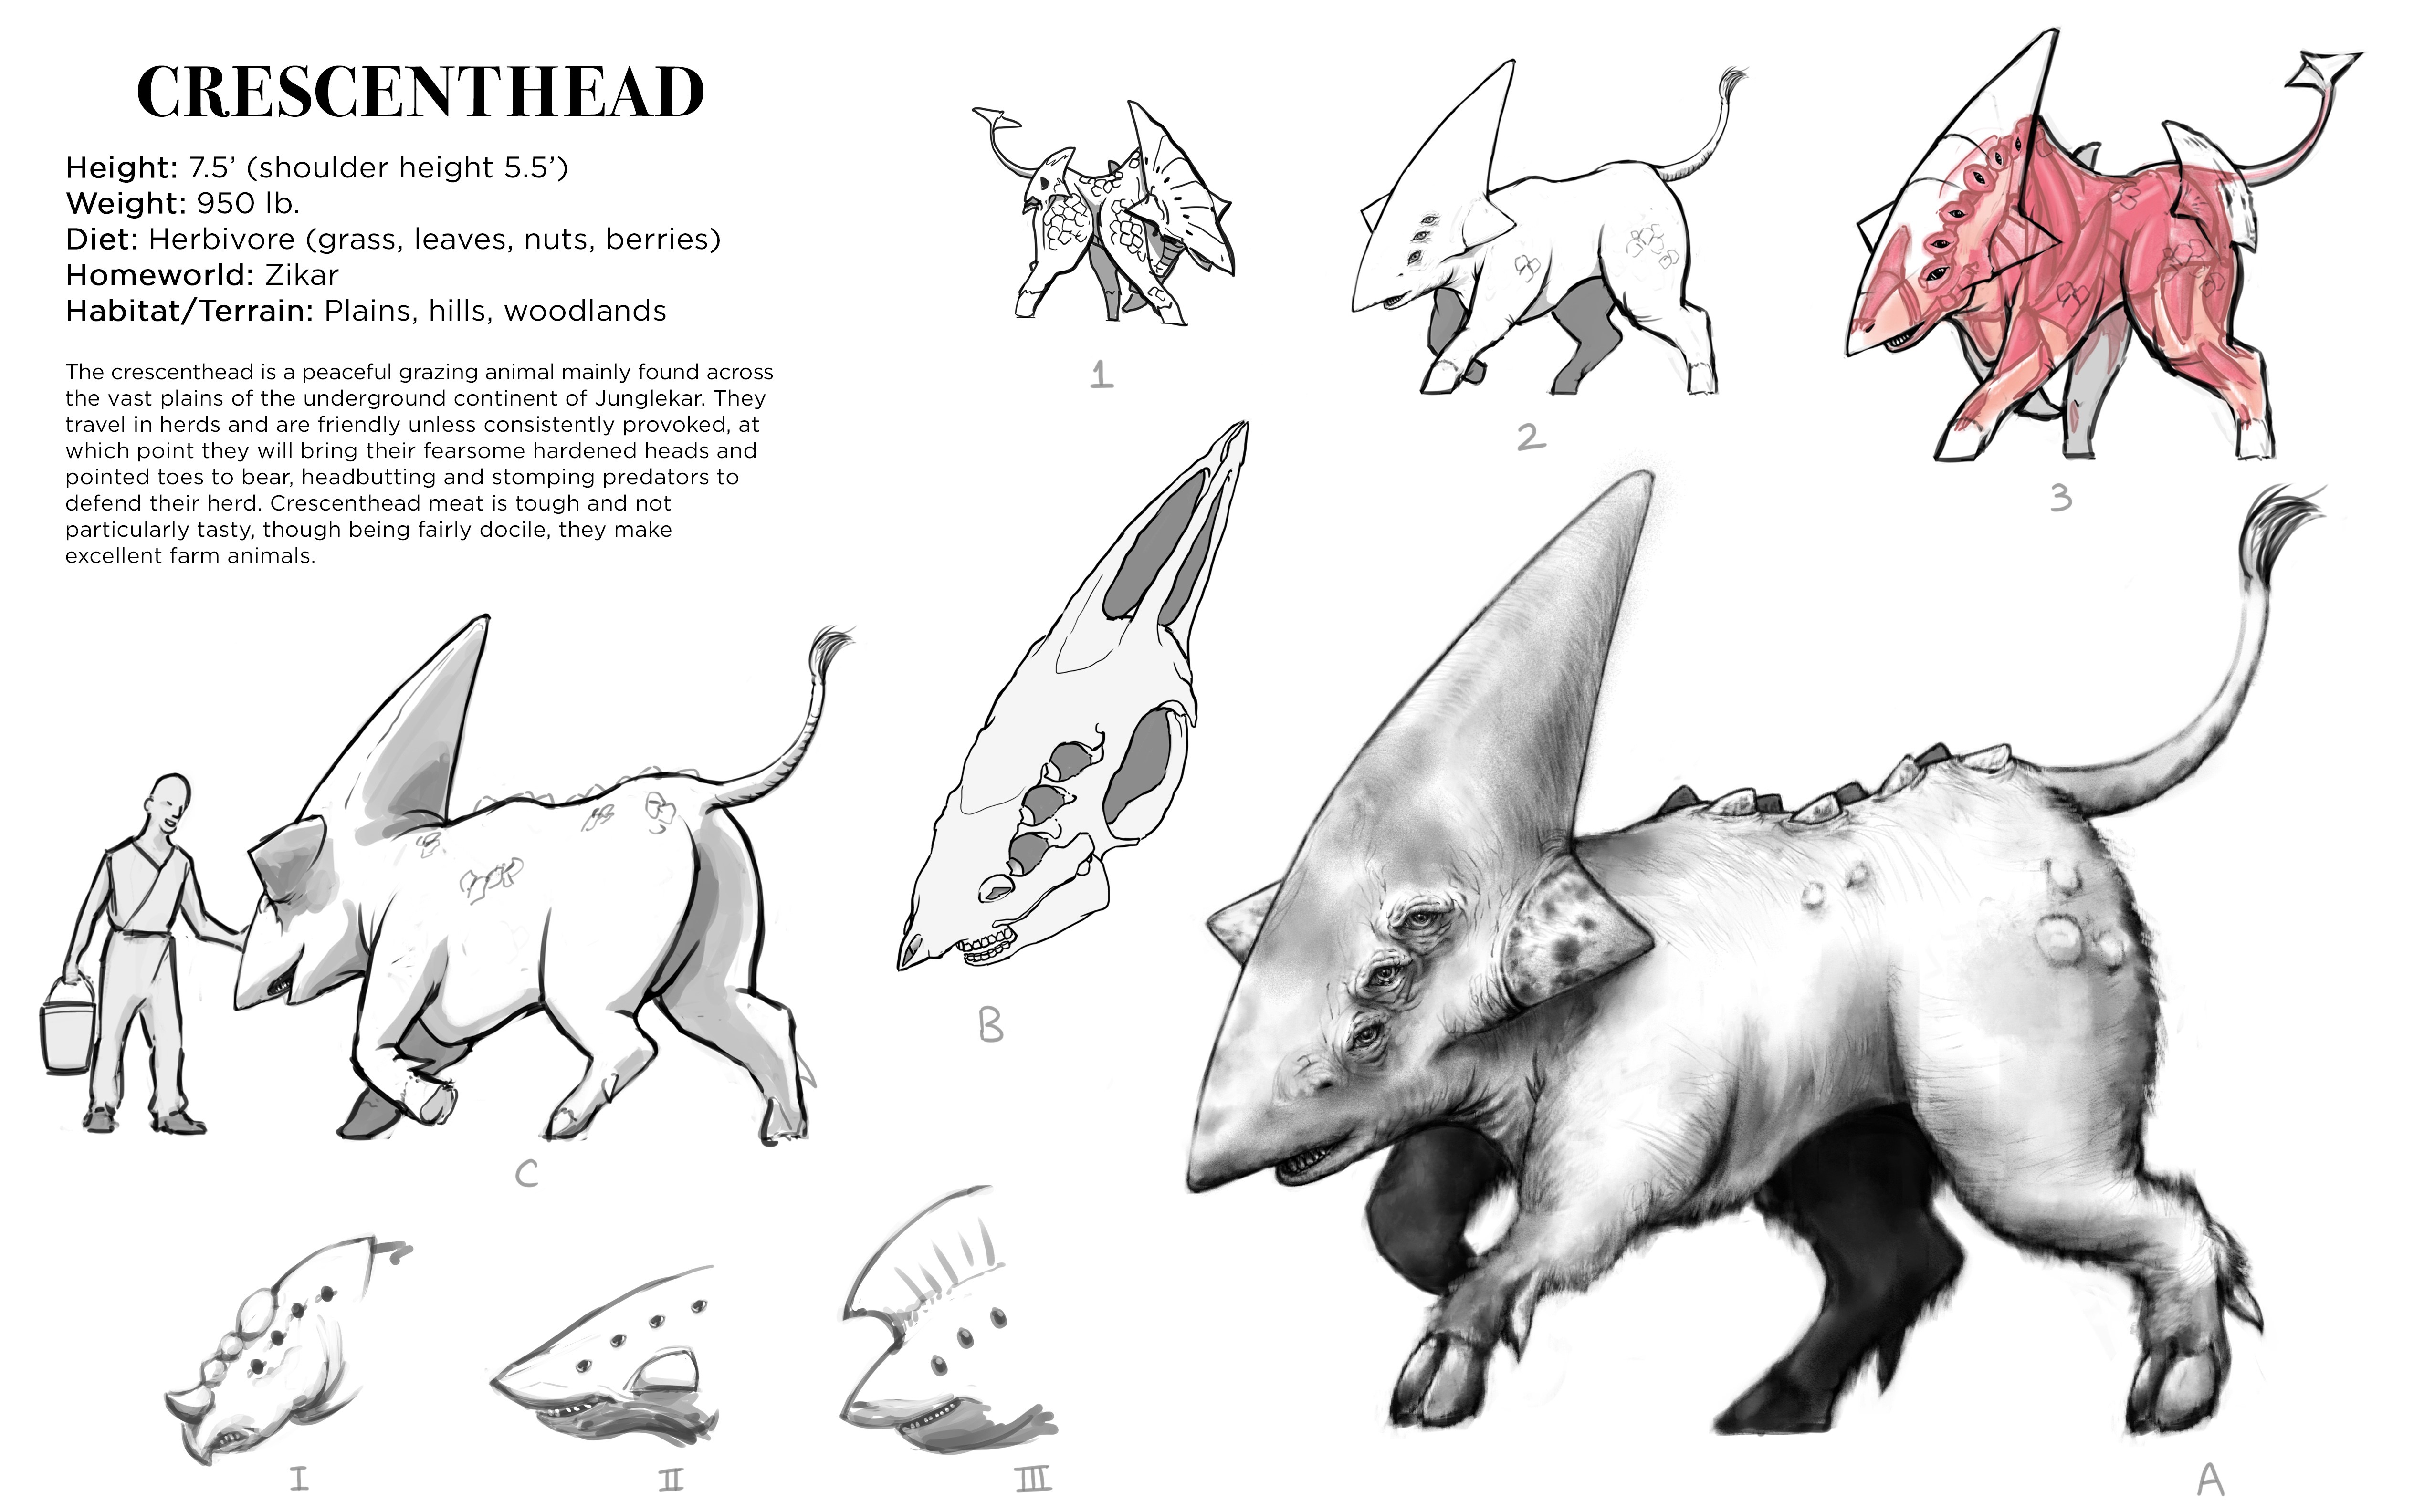 CRESCENTHEAD
Height: 7.5’ (shoulder height 5.5’)
Weight: 950 lb.
Diet: Herbivore (grass, leaves, nuts, berries)
Homeworld: Zikar
Habitat/Terrain: Plains, hills, woodlands
The crescenthead is a peaceful grazing animal mainly found across
the vast plains of the underground continent of Junglekar. They
travel in herds and are friendly unless consistently provoked, at
which point they will bring their fearsome hardened heads and
pointed toes to bear, headbutting and stomping predators to
defend their herd. Crescenthead meat is tough and not
particularly tasty, though being fairly docile, they make
excellent farm animals.
1
2
3
B
C
I
II
III
A